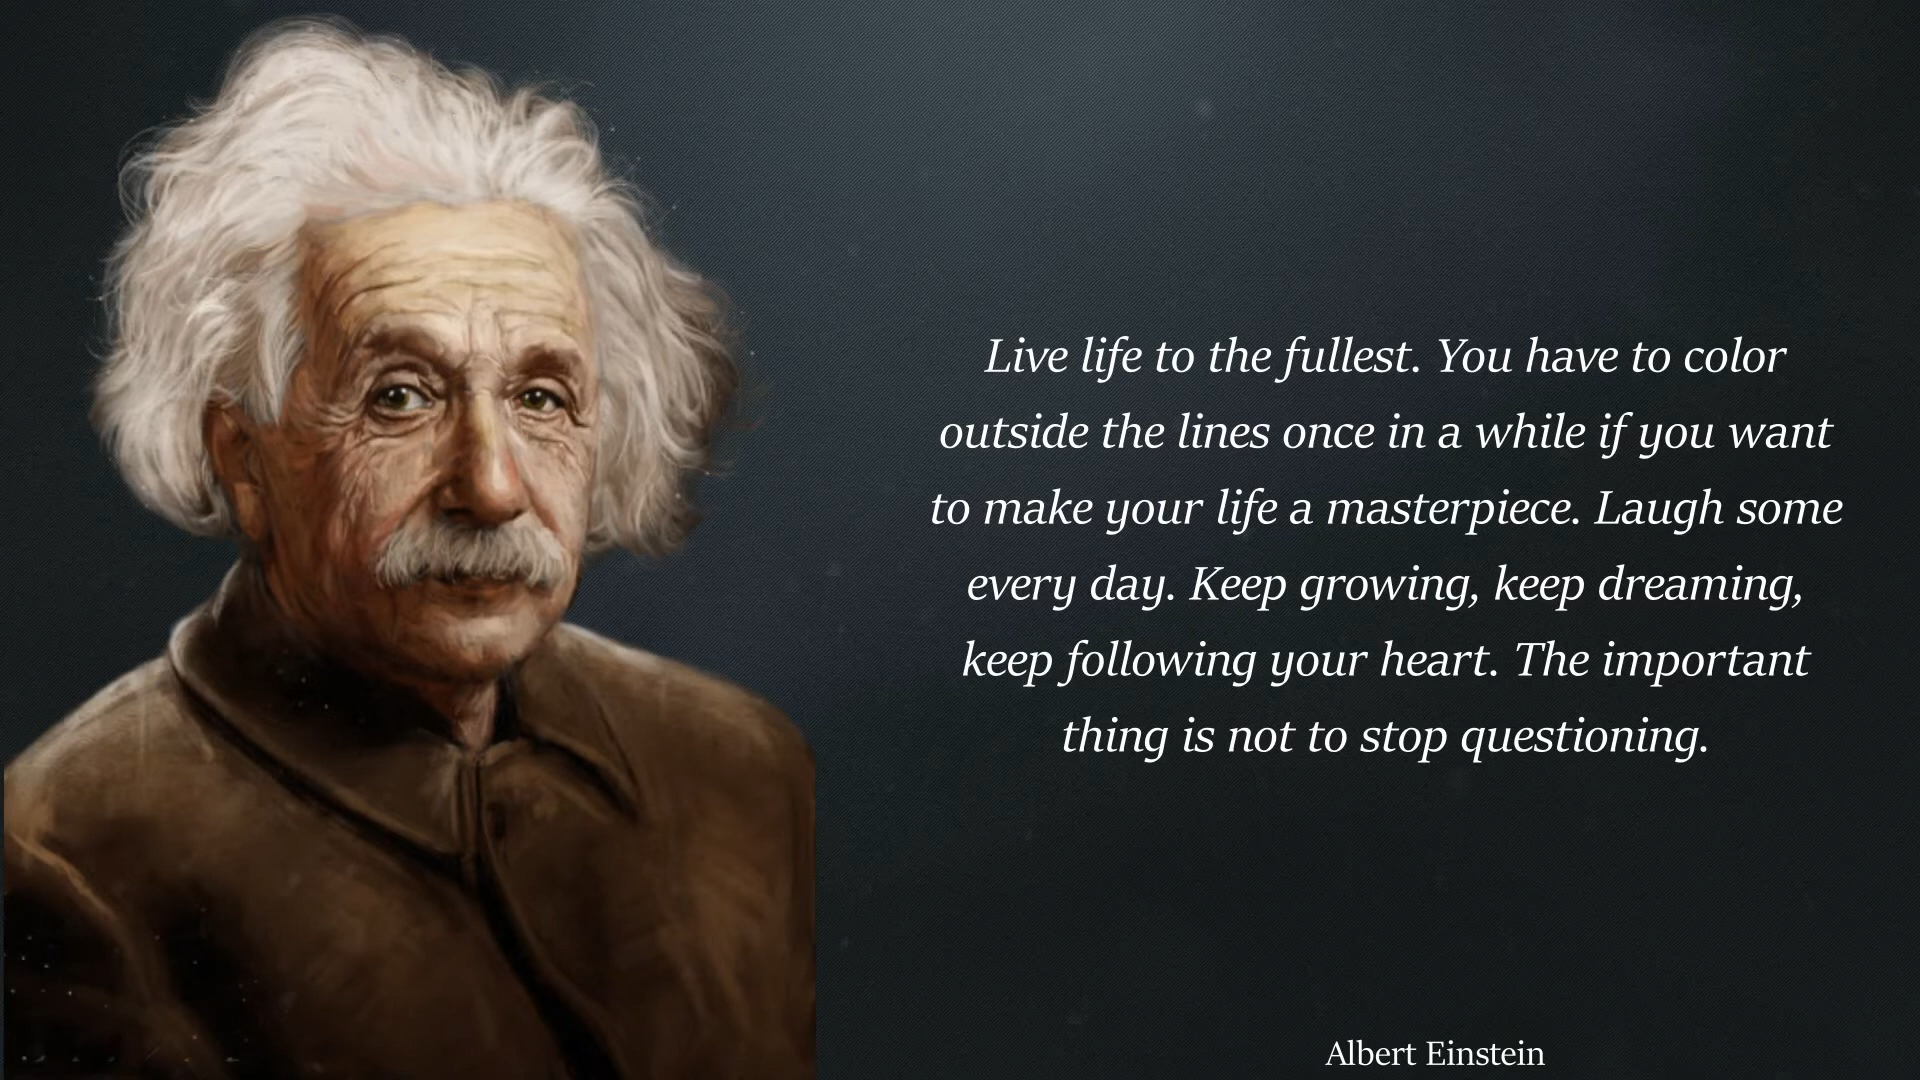 Live life to the fullest. You have to color
outside the lines once in a while if you want
to make your life a masterpiece. Laugh some
every day. Keep growing, keep dreaming,
keep following your heart. The important
thing is not to stop questioning.
Albert Einstein